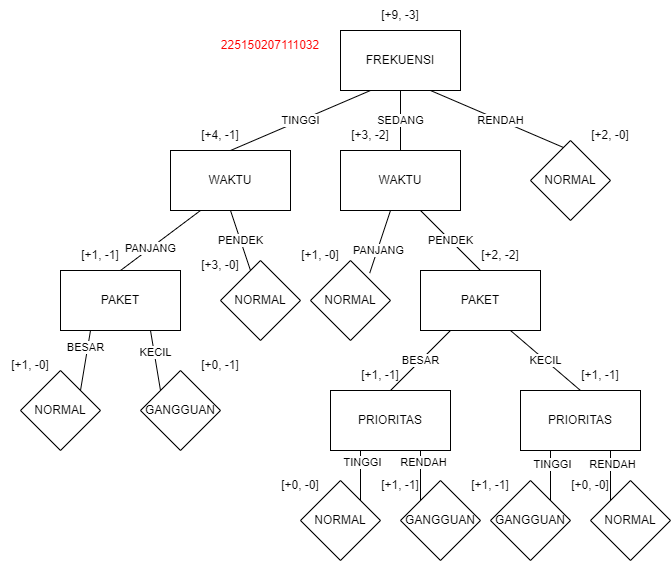 [+9, -3]
225150207111032
FREKUENSI
TINGGI
SEDANG
RENDAH
[+4, -1]
[+3, -2]
[+2, -0]
WAKTU
WAKTU
NORMAL
PANJANG
PENDEK
PANJANG
PENDEK
[+1, -1]
[+3, -0]
[+1, -0]
[+2, -2]
PAKET
NORMAL
NORMAL
PAKET
BESAR
KECIL
BESAR
KECIL
[+1, -0]
[+0, -1]
[+1, -1]
[+1, -1]
NORMAL
GANGGUAN
PRIORITAS
PRIORITAS
TINGGI
RENDAH
TINGGI
RENDAH
[+0, -0]
[+1, -1]
[+1, -1]
[+0, -0]
NORMAL
GANGGUAN
GANGGUAN
NORMAL